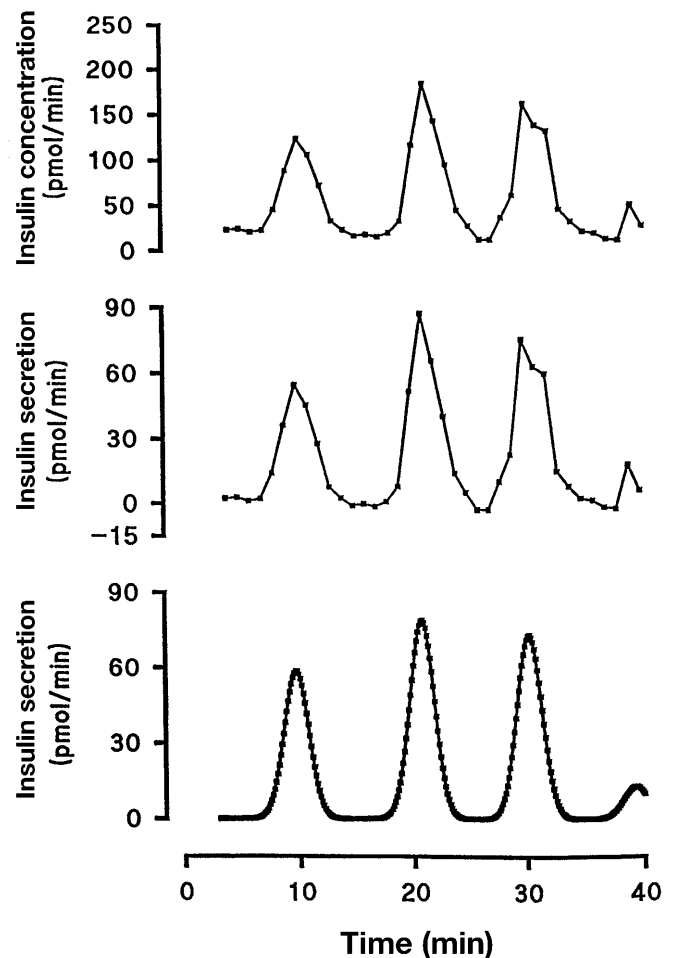 Insulin concentration
(pmol/min)
250
200
150
100
50
0
Insulin secretion
(pmol/min)
90
60
30
0
−15
Insulin secretion
(pmol/min)
90
60
30
0
0 10 20 30 40
Time (min)